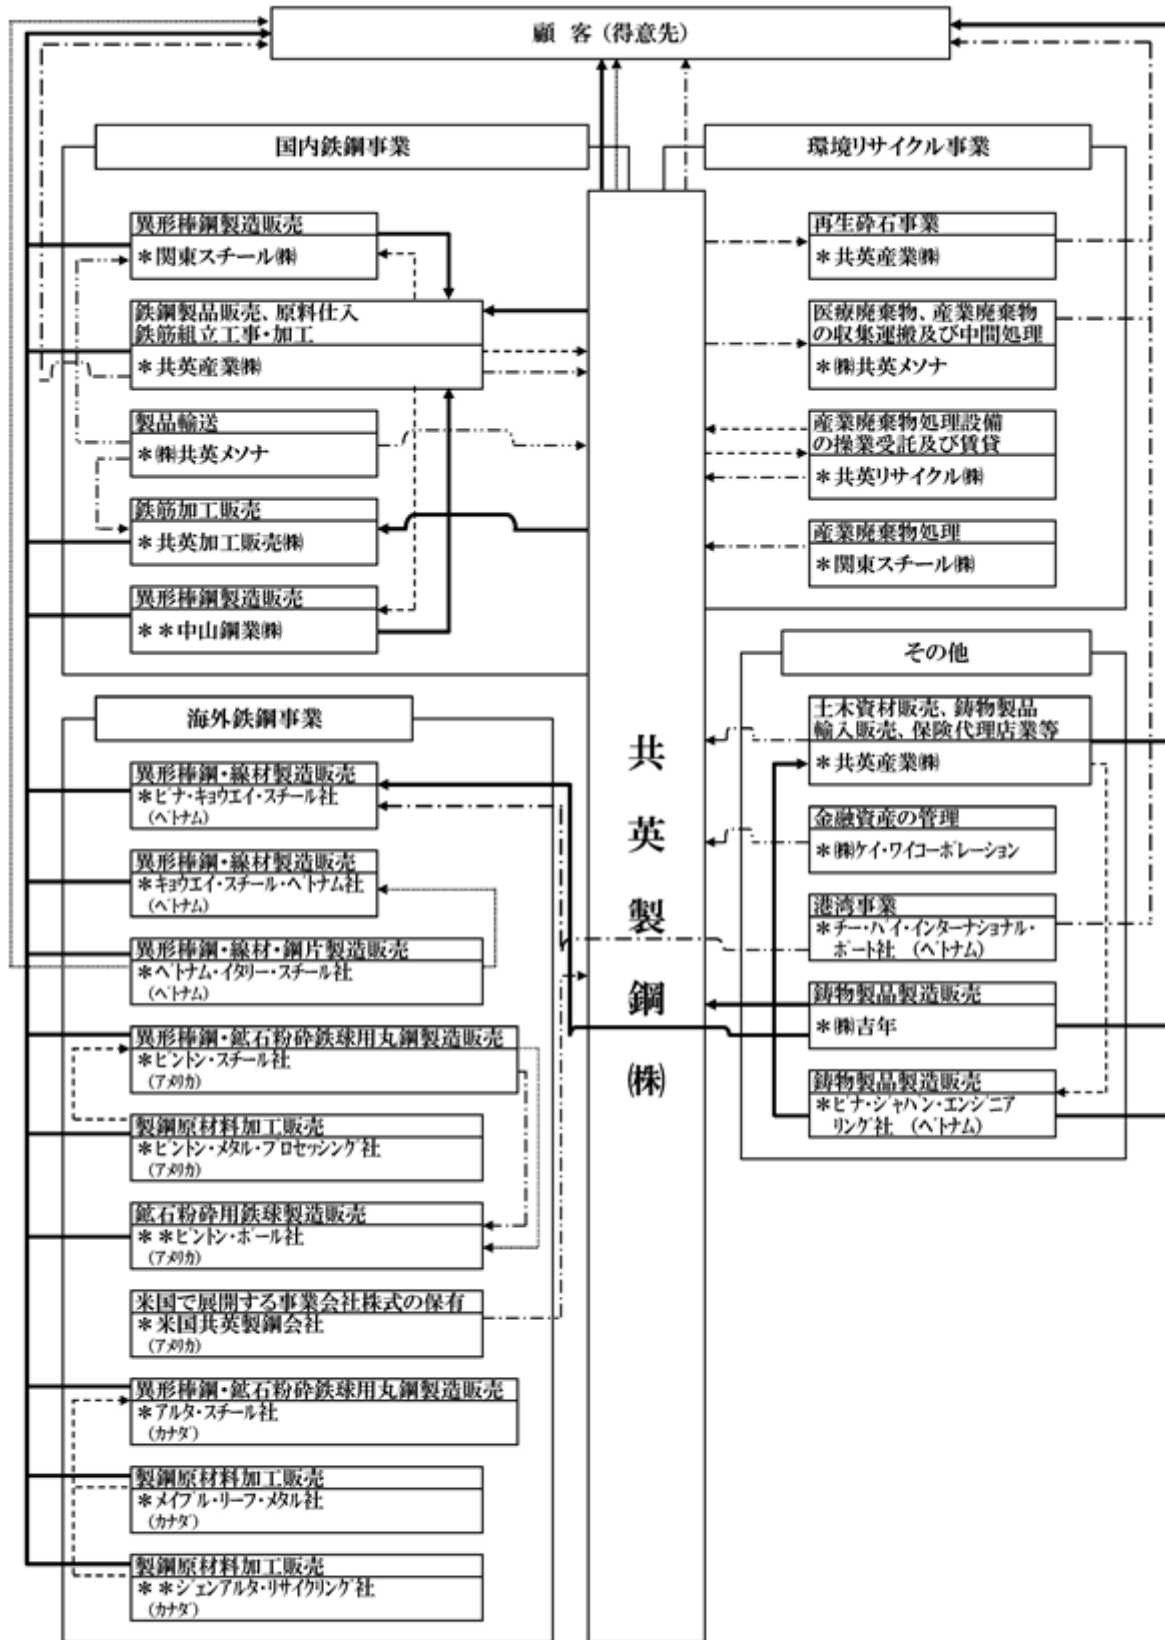 顧 客 (得意先)
国内鉄鋼事業
異形棒鋼製造販売
＊関東スチール㈱
鉄鋼製品販売、原料仕入
鉄筋組立工事・加工
＊共英産業㈱
製品輸送
＊㈱共英メソナ
鉄筋加工販売
＊共英加工販売㈱
異形棒鋼製造販売
＊＊中山鋼業㈱
海外鉄鋼事業
異形棒鋼・線材製造販売
＊ビナ・キョウエイ・スチール社
(ベトナム)
異形棒鋼・線材製造販売
＊キョウエイ・スチール・ベトナム社
(ベトナム)
異形棒鋼・線材・鋼片製造販売
＊ベトナム・イタリー・スチール社
(ベトナム)
異形棒鋼・鉱石粉砕鉄球用丸鋼製造販売
＊ビントン・スチール社
(アメリカ)
製鋼原材料加工販売
＊ビントン・メタル・プロセッシング社
(アメリカ)
鉱石粉砕用鉄球製造販売
＊＊ビントン・ボール社
(アメリカ)
米国で展開する事業会社株式の保有
＊米国共英製鋼会社
(アメリカ)
異形棒鋼・鉱石粉砕鉄球用丸鋼製造販売
＊アルタ・スチール社
(カナダ)
製鋼原材料加工販売
＊メイプル・リーフ・メタル社
(カナダ)
製鋼原材料加工販売
＊＊ジェンアルタ・リサイクリング社
(カナダ)
共英製鋼㈱
環境リサイクル事業
再生砕石事業
＊共英産業㈱
医療廃棄物、産業廃棄物
の収集運搬及び中間処理
＊㈱共英メソナ
産業廃棄物処理設備
の操業受託及び賃貸
＊共英リサイクル㈱
産業廃棄物処理
＊関東スチール㈱
その他
土木資材販売、鋳物製品
輸入販売、保険代理店業等
＊共英産業㈱
金融資産の管理
＊㈱ケイ・ワイコーポレーション
港湾事業
＊チー・バイ・インターナショナル・
ポート社 (ベトナム)
鋳物製品製造販売
＊㈱吉年
鋳物製品製造販売
＊ビナ・ジャパン・エンジニア
リング社 (ベトナム)